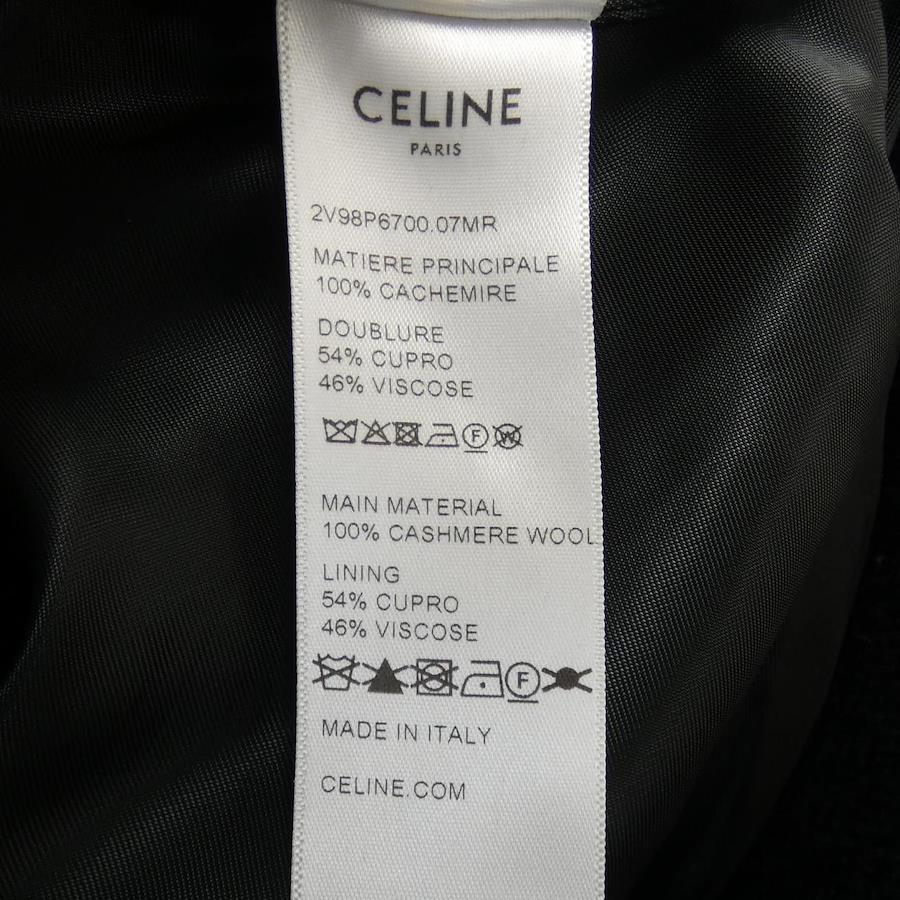 CELINE
PARIS
2V98P6700.07MR
MATIERE PRINCIPALE
100% CACHEMIRE
DOUBLURE
54% CUPRO
46% VISCOSE
F W
MAIN MATERIAL
100% CASHMERE WOOL
LINING
54% CUPRO
46% VISCOSE
F
MADE IN ITALY
CELINE.COM